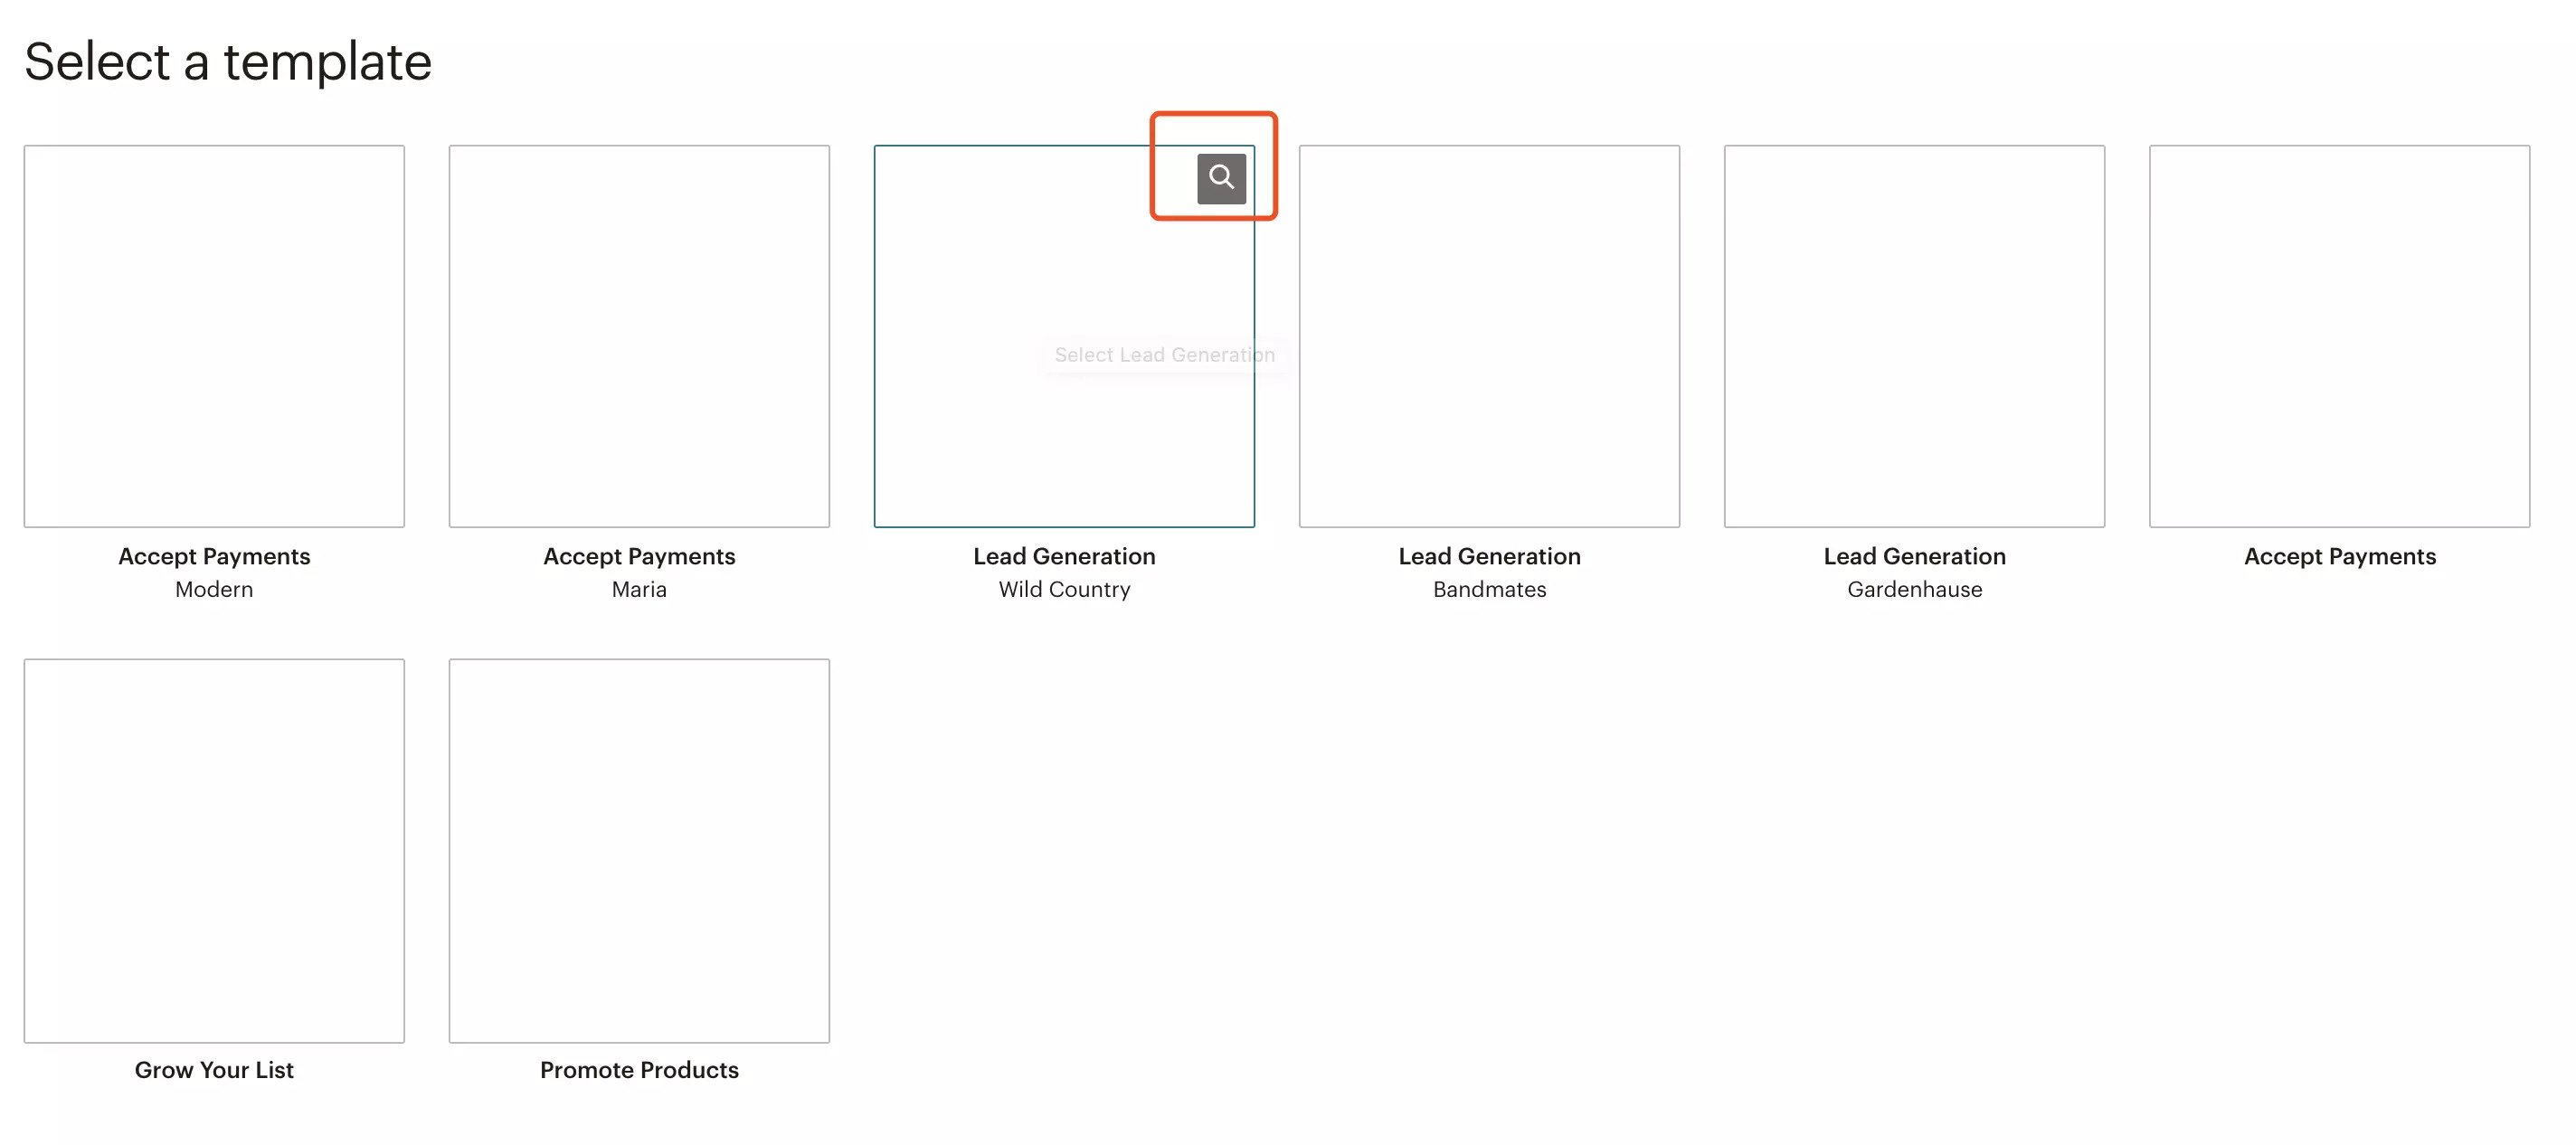 Select a template
Select Lead Generation
Accept Payments
Modern
Accept Payments
Maria
Lead Generation
Wild Country
Lead Generation
Bandmates
Lead Generation
Gardenhause
Accept Payments
Grow Your List
Promote Products